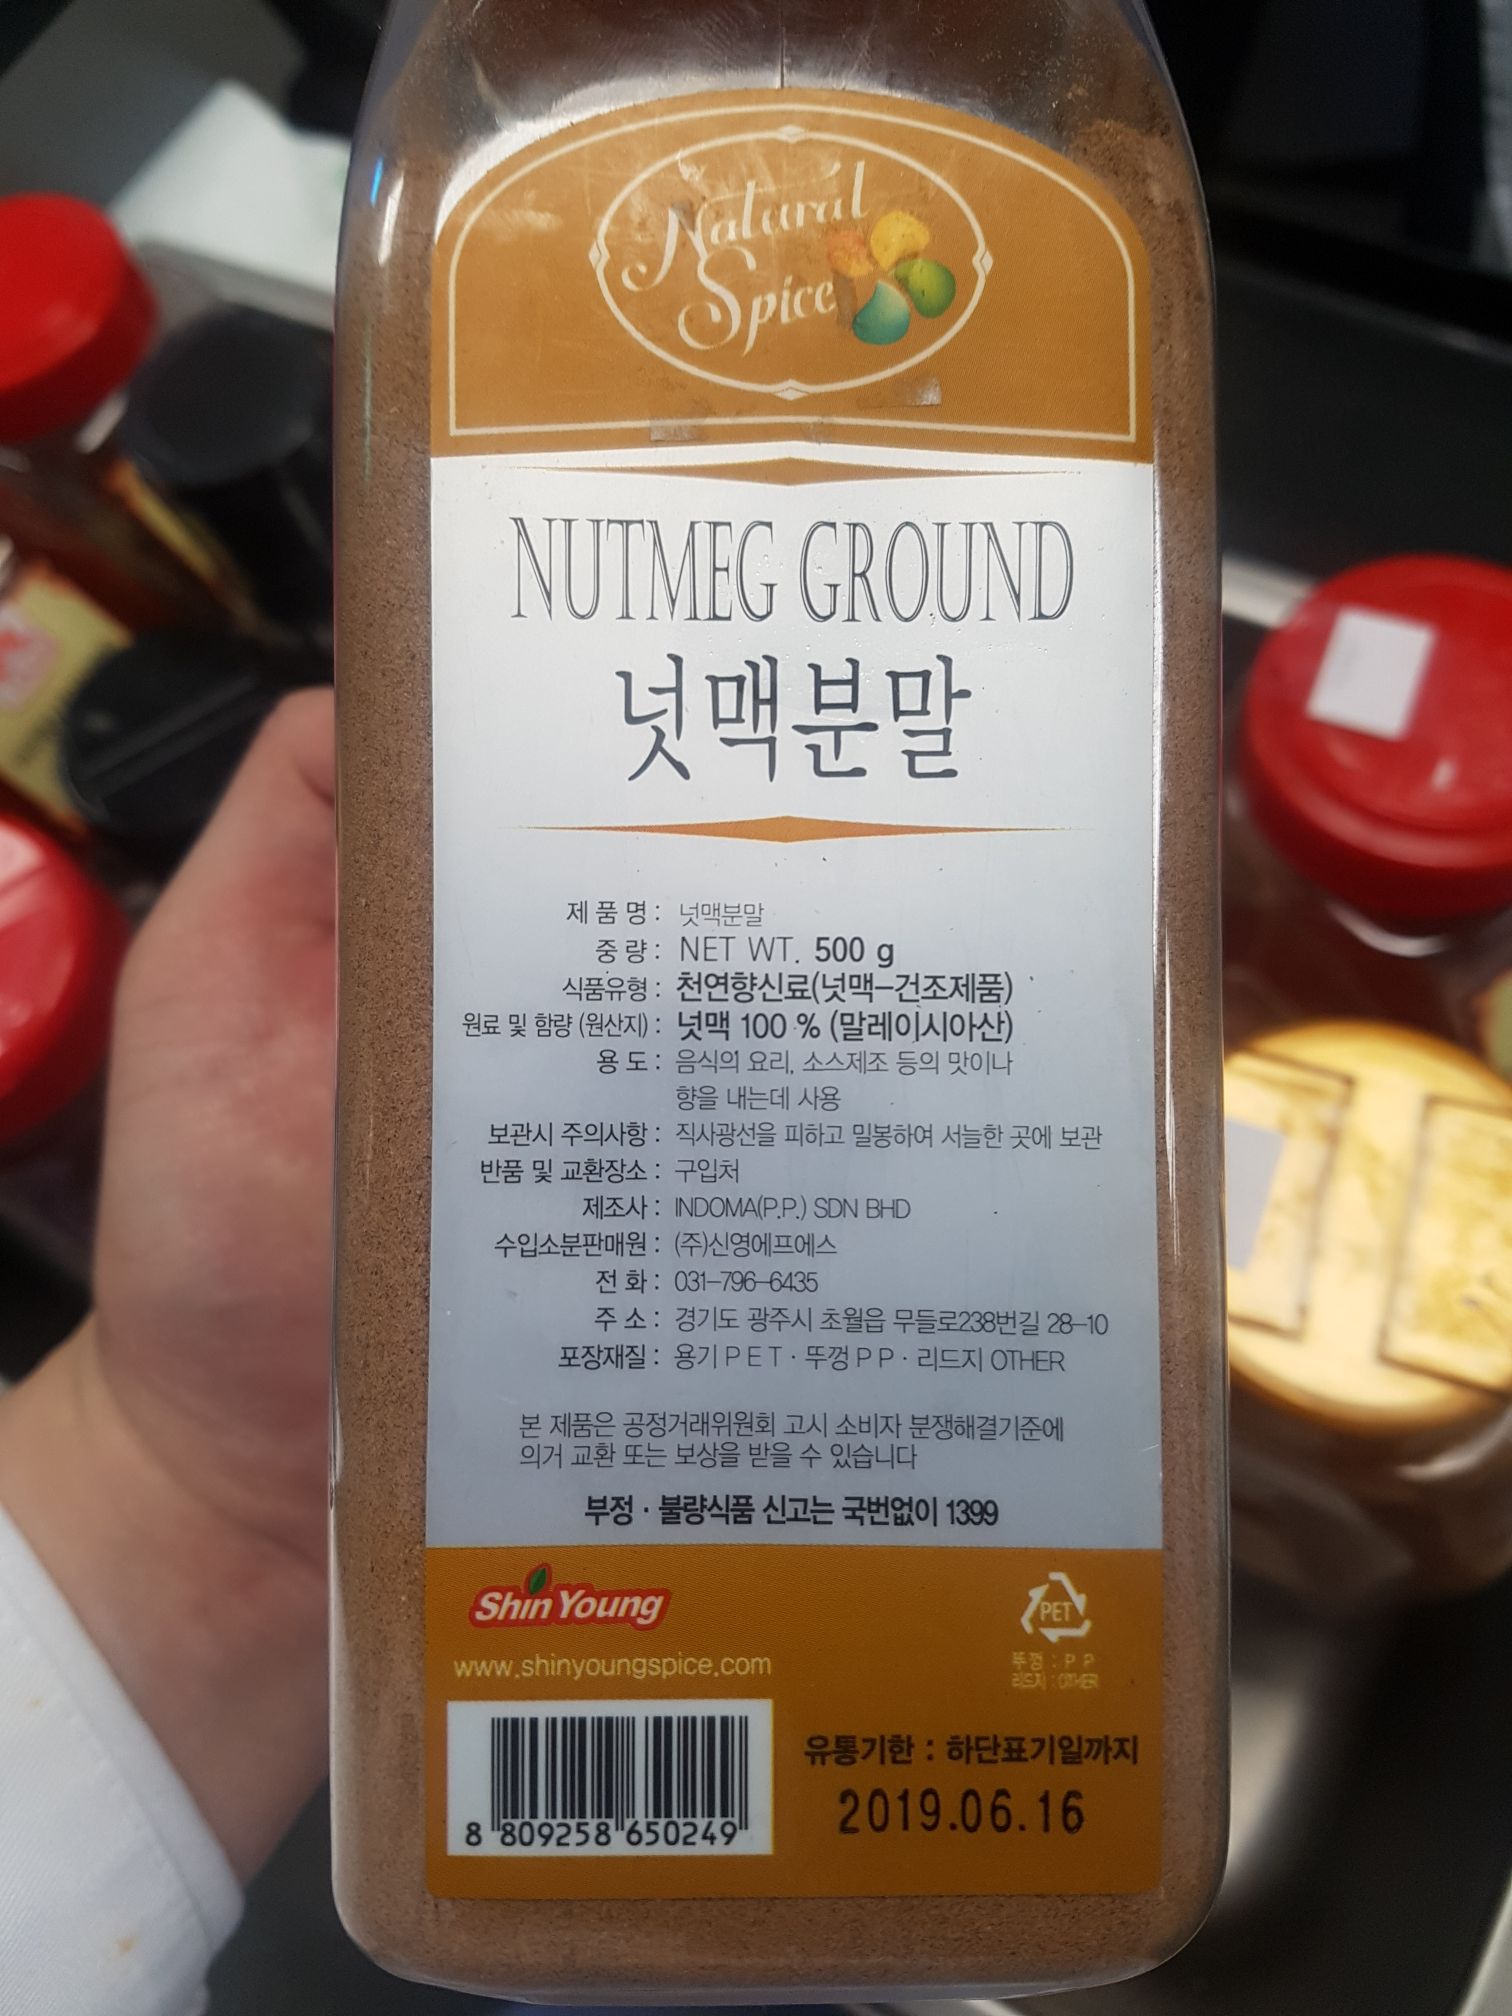 Natural
Spice
NUTMEG GROUND
넛맥분말
제 품 명 : 넛맥분말
중 량 : NET WT. 500 g
식품유형 : 천연향신료(넛맥-건조제품)
원료 및 함량 (원산지) : 넛맥 100 % (말레이시아산)
용 도 : 음식의 요리, 소스제조 등의 맛이나
향을 내는데 사용
보관시 주의사항 : 직사광선을 피하고 밀봉하여 서늘한 곳에 보관
반품 및 교환장소 : 구입처
제조사 : INDOMA(P.P.) SDN BHD
수입소분판매원 : (주)신영에프에스
전 화 : 031-796-6435
주 소 : 경기도 광주시 초월읍 무들로238번길 28-10
포장재질 : 용기 P E T · 뚜껑 P P · 리드지 OTHER
본 제품은 공정거래위원회 고시 소비자 분쟁해결기준에
의거 교환 또는 보상을 받을 수 있습니다
부정 · 불량식품 신고는 국번없이 1399
Shin Young
PET
www.shinyoungspice.com
뚜껑 : P P
리드지 : OTHER
유통기한 : 하단표기일까지
2019.06.16
8 809258 650249